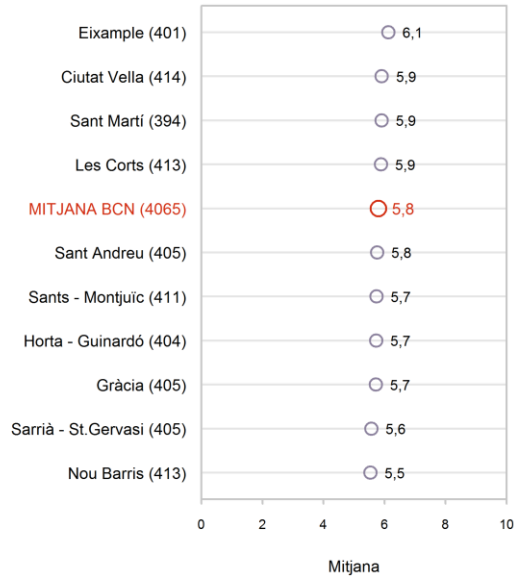 Eixample (401) 6,1
Ciutat Vella (414) 5,9
Sant Martí (394) 5,9
Les Corts (413) 5,9
MITJANA BCN (4065) 5,8
Sant Andreu (405) 5,8
Sants - Montjuïc (411) 5,7
Horta - Guinardó (404) 5,7
Gràcia (405) 5,7
Sarrià - St.Gervasi (405) 5,6
Nou Barris (413) 5,5
0 2 4 6 8 10
Mitjana